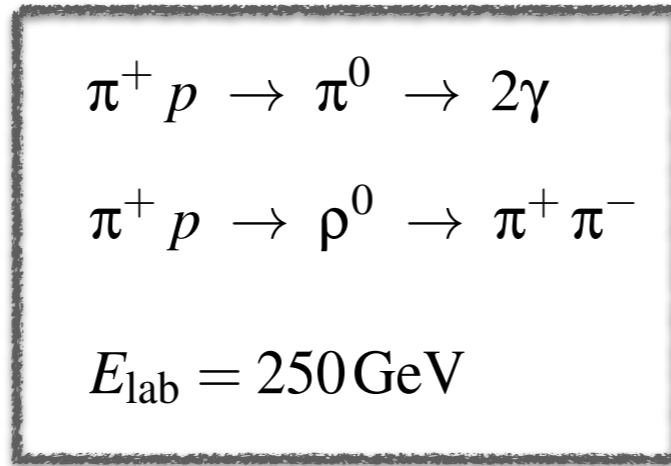 π⁺ p → π⁰ → 2γ
π⁺ p → ρ⁰ → π⁺ π⁻
E_lab = 250 GeV